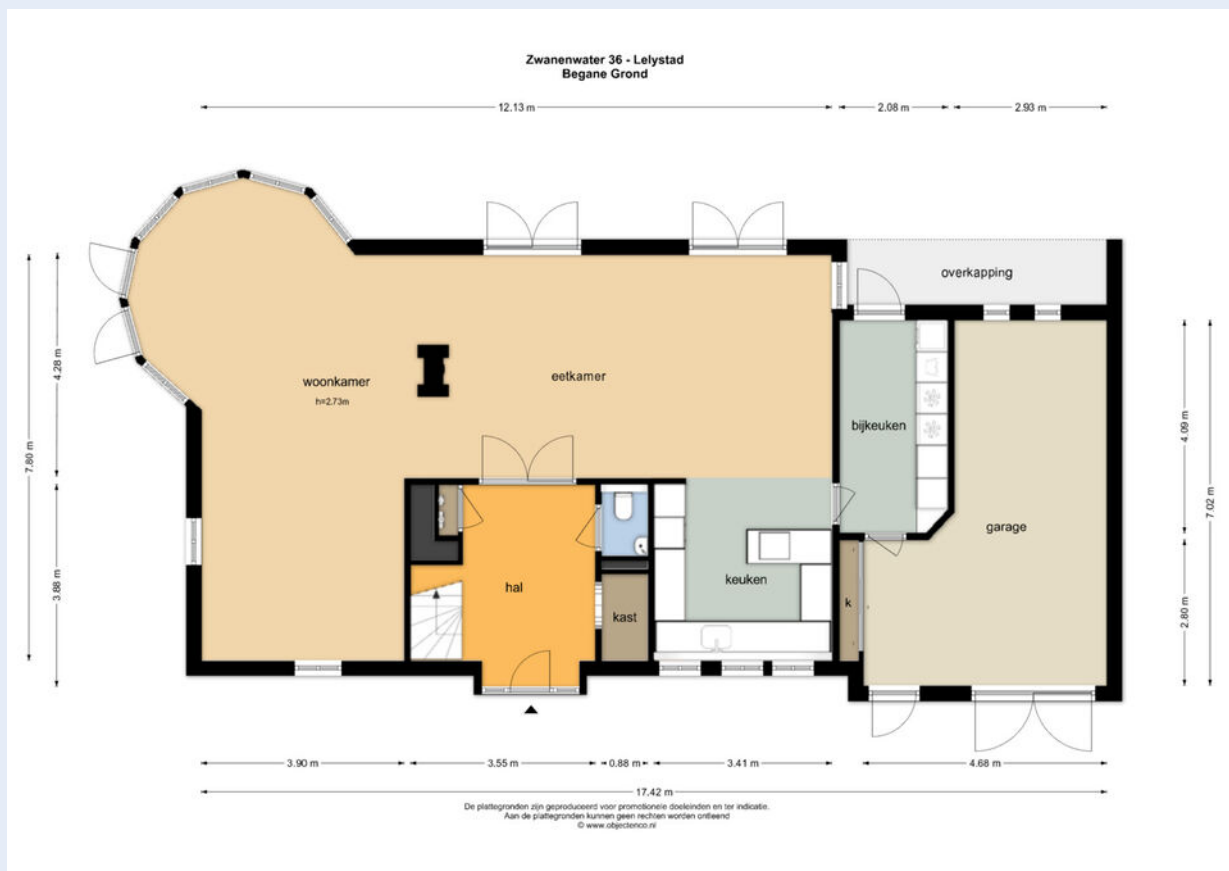 Zwanenwater 36 - Lelystad
Begane Grond
12.13 m
2.08 m
2.93 m
overkapping
4.28 m
7.80 m
3.88 m
woonkamer
h=2.73m
eetkamer
bijkeuken
garage
4.09 m
7.02 m
2.80 m
hal
kast
keuken
k
3.90 m
3.55 m
0.88 m
3.41 m
4.68 m
17.42 m
De plattegronden zijn geproduceerd voor promotionele doeleinden en ter indicatie.
Aan de plattegronden kunnen geen rechten worden ontleend
© www.objectenco.nl